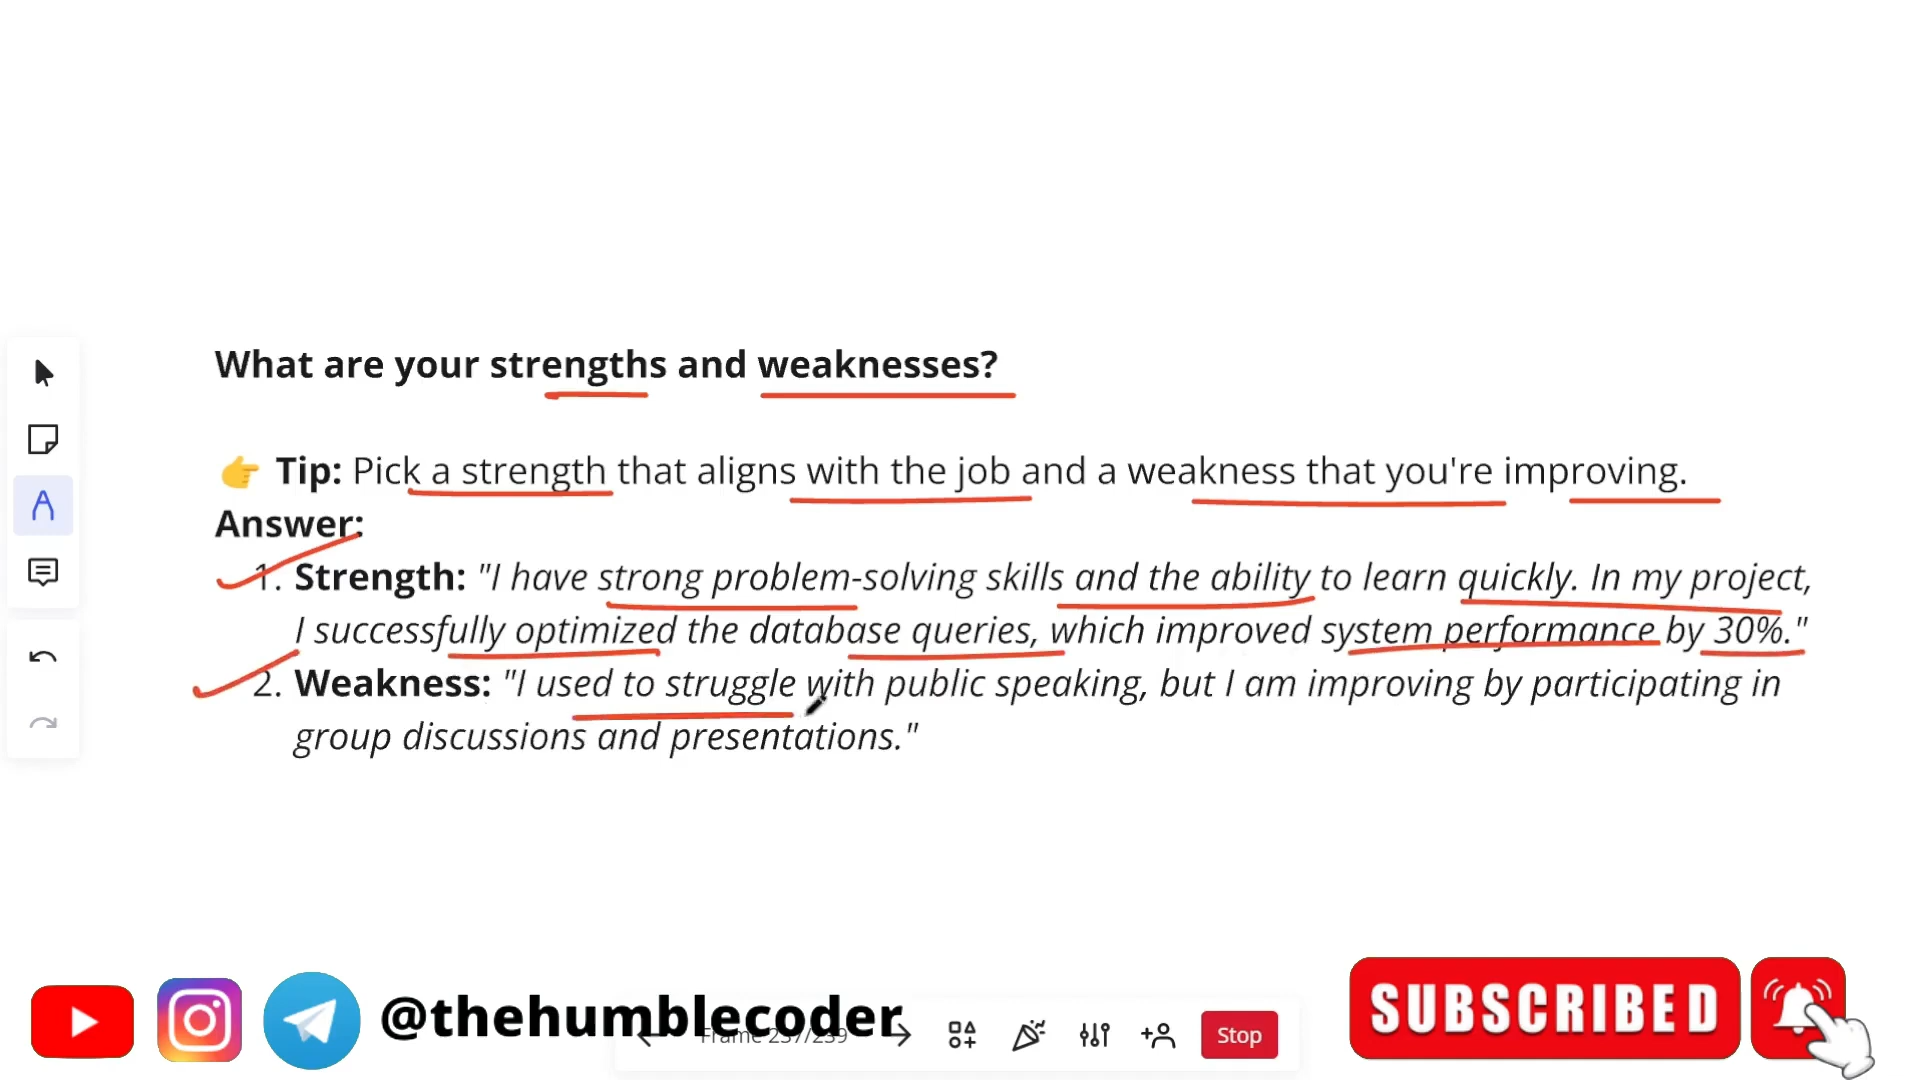 What are your strengths and weaknesses?
👉 Tip: Pick a strength that aligns with the job and a weakness that you're improving.
Answer:
1. Strength: "I have strong problem-solving skills and the ability to learn quickly. In my project,
I successfully optimized the database queries, which improved system performance by 30%."
2. Weakness: "I used to struggle with public speaking, but I am improving by participating in
group discussions and presentations."
@thehumblecoder
Frame 237/239
Stop
SUBSCRIBED